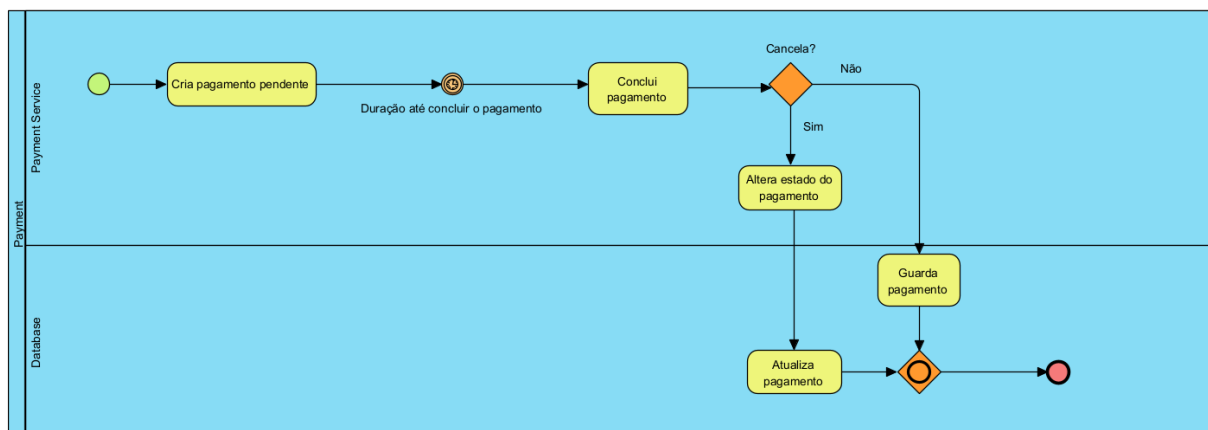 Payment
Payment Service
Cria pagamento pendente
Duração até concluir o pagamento
Conclui
pagamento
Cancela?
Não
Sim
Altera estado do
pagamento
Database
Guarda
pagamento
Atualiza
pagamento